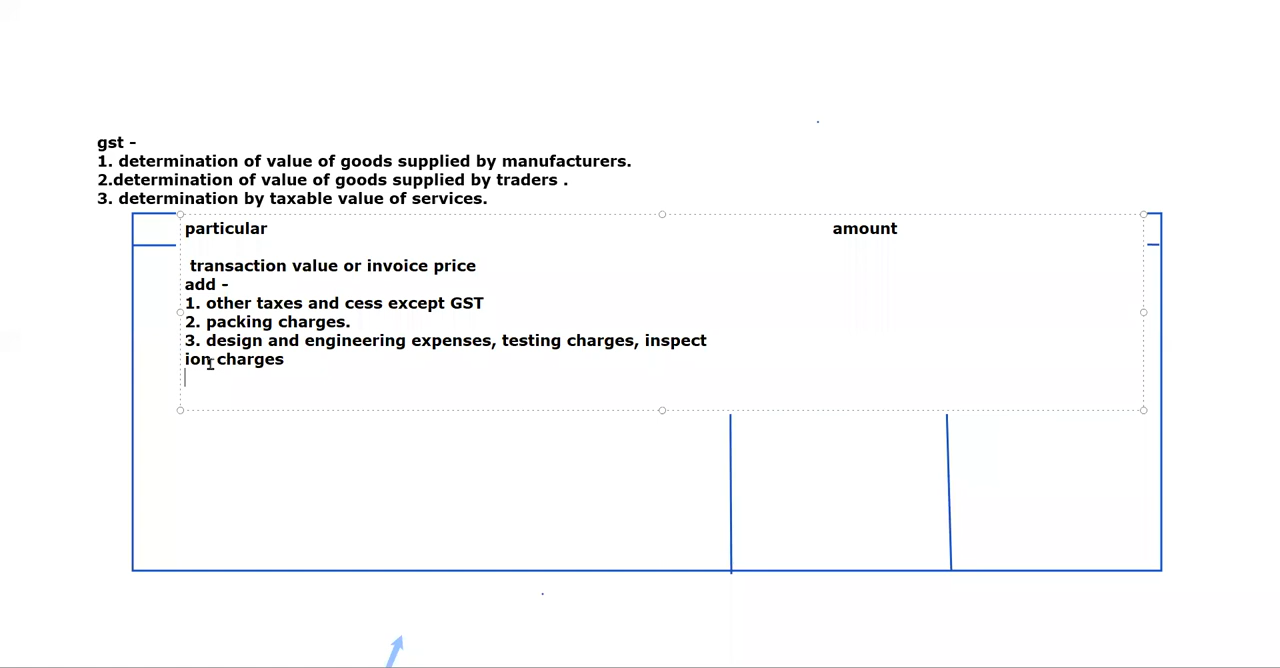 gst -
1. determination of value of goods supplied by manufacturers.
2.determination of value of goods supplied by traders .
3. determination by taxable value of services.
particular amount
transaction value or invoice price
add -
1. other taxes and cess except GST
2. packing charges.
3. design and engineering expenses, testing charges, inspect
ion charges